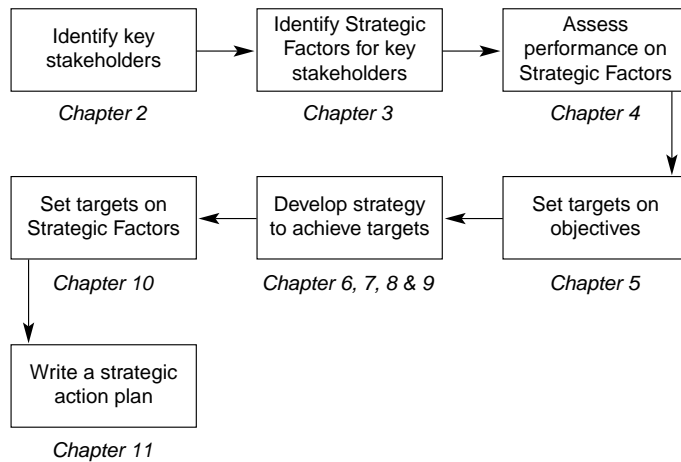 Identify key
stakeholders
Chapter 2
Identify Strategic
Factors for key
stakeholders
Chapter 3
Assess
performance on
Strategic Factors
Chapter 4
Set targets on
Strategic Factors
Chapter 10
Develop strategy
to achieve targets
Chapter 6, 7, 8 & 9
Set targets on
objectives
Chapter 5
Write a strategic
action plan
Chapter 11